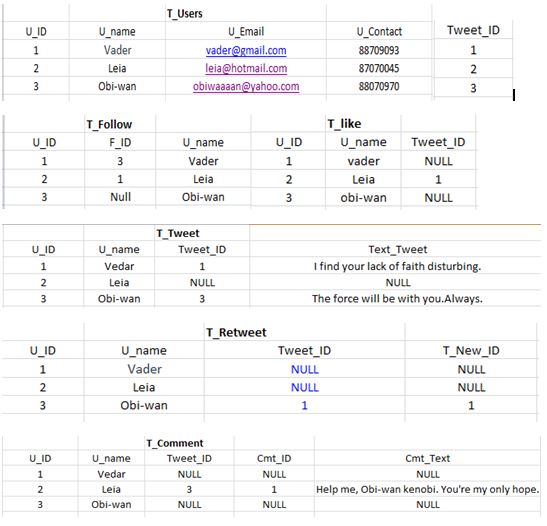 T_Users
U_ID U_name U_Email U_Contact Tweet_ID
1 Vader vader@gmail.com 88709093 1
2 Leia leia@hotmail.com 87070045 2
3 Obi-wan obiwaaaan@yahoo.com 88070970 3
T_Follow T_like
U_ID F_ID U_name U_ID U_name Tweet_ID
1 3 Vader 1 vader NULL
2 1 Leia 2 Leia 1
3 Null Obi-wan 3 obi-wan NULL
T_Tweet
U_ID U_name Tweet_ID Text_Tweet
1 Vedar 1 I find your lack of faith disturbing.
2 Leia NULL NULL
3 Obi-wan 3 The force will be with you.Always.
T_Retweet
U_ID U_name Tweet_ID T_New_ID
1 Vader NULL NULL
2 Leia NULL NULL
3 Obi-wan 1 1
T_Comment
U_ID U_name Tweet_ID Cmt_ID Cmt_Text
1 Vedar NULL NULL NULL
2 Leia 3 1 Help me, Obi-wan kenobi. You're my only hope.
3 Obi-wan NULL NULL NULL